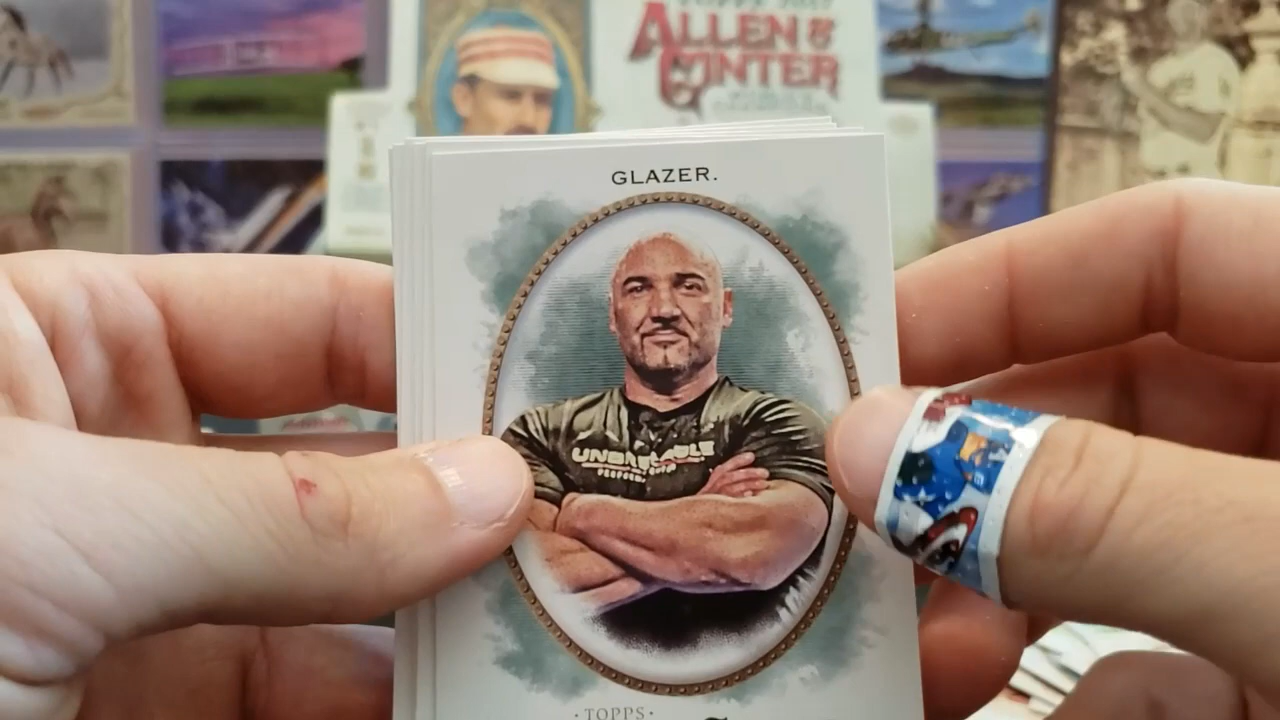 ALLEN &
GINTER
GLAZER.
UNBREAKABLE
· TOPPS ·